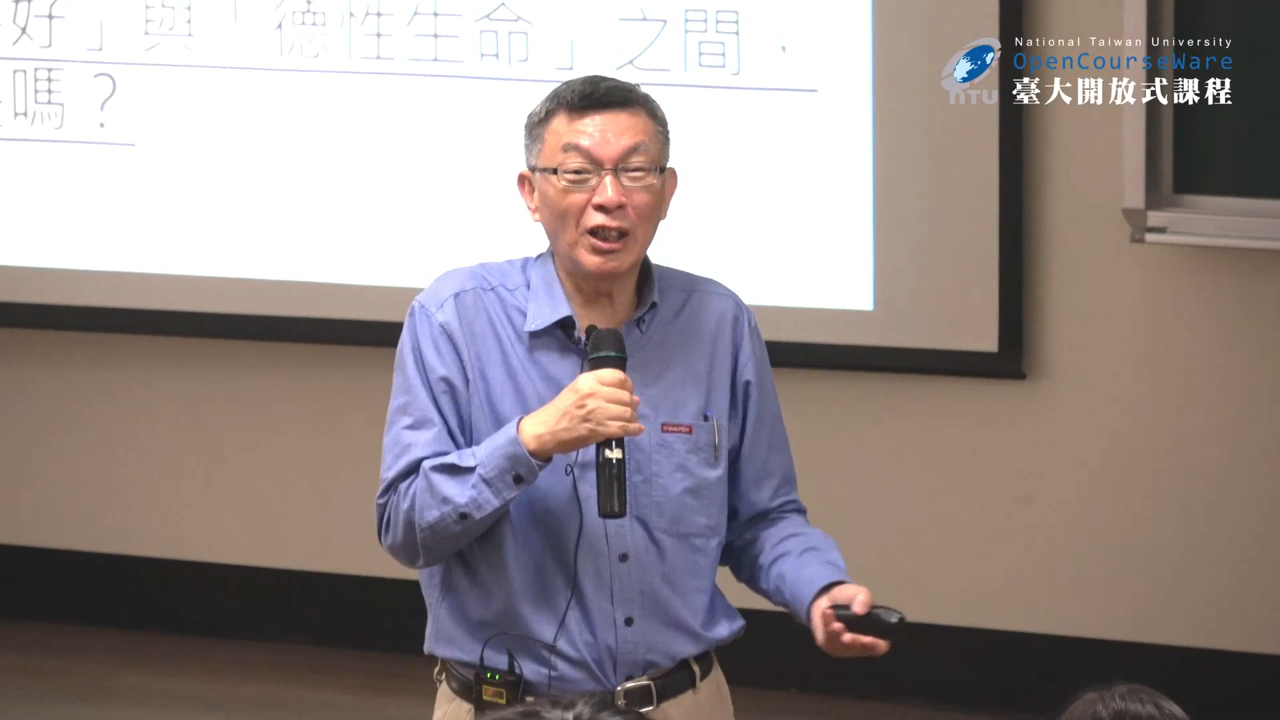 好」與「德性生命」之間，
嗎？
National Taiwan University
OpenCourseWare
臺大開放式課程
NTU